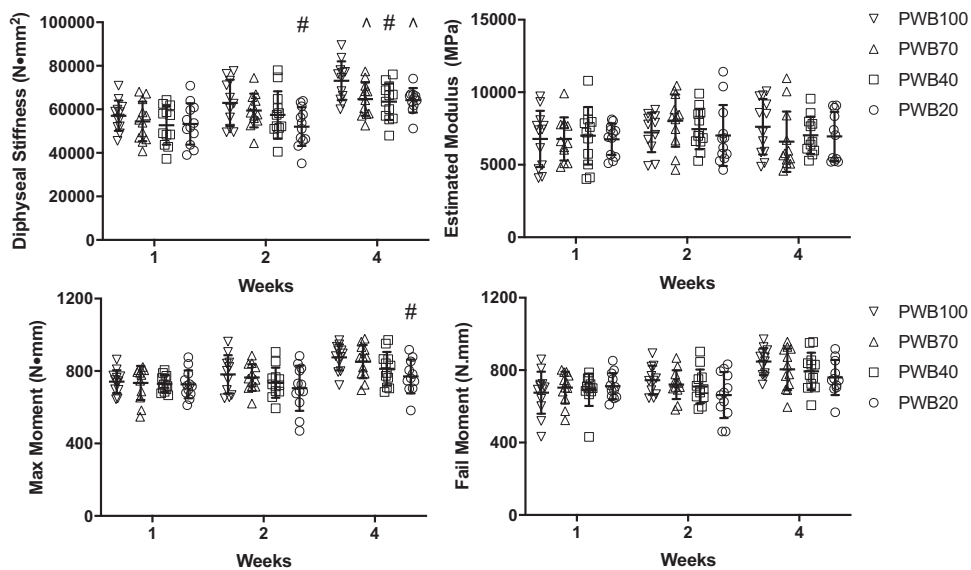 100000
80000
60000
40000
20000
0
Diphyseal Stiffness (N•mm²)
#
^
#
^
1
2
4
Weeks
15000
10000
5000
0
Estimated Modulus (MPa)
1
2
4
Weeks
PWB100
PWB70
PWB40
PWB20
1200
800
400
0
Max Moment (N•mm)
#
1
2
4
Weeks
1200
800
400
0
Fail Moment (N.mm)
1
2
4
Weeks
PWB100
PWB70
PWB40
PWB20